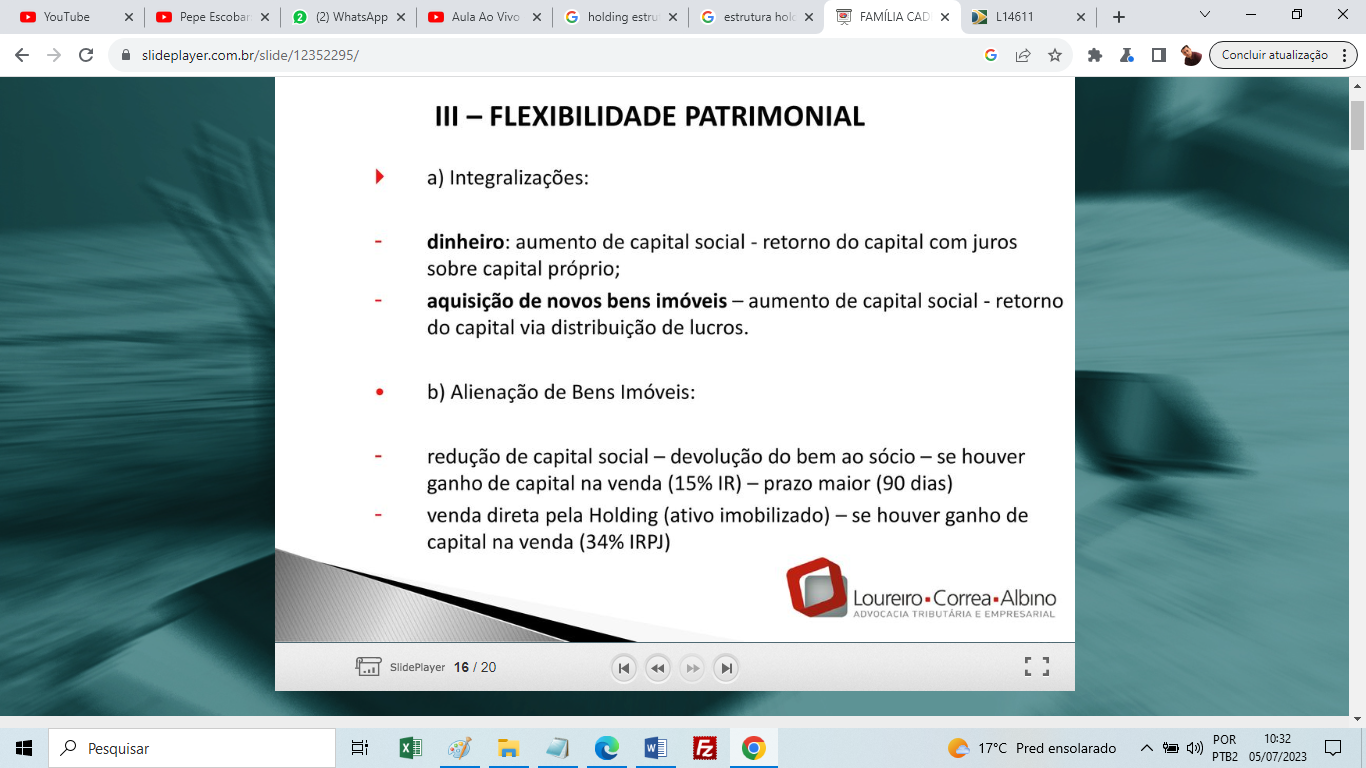 YouTube
Pepe Escobar
(2) WhatsApp
Aula Ao Vivo
holding estru
estrutura hol
FAMÍLIA CAD
L14611
slideplayer.com.br/slide/12352295/
Concluir atualização
III – FLEXIBILIDADE PATRIMONIAL
a) Integralizações:
- dinheiro: aumento de capital social - retorno do capital com juros
sobre capital próprio;
- aquisição de novos bens imóveis – aumento de capital social - retorno
do capital via distribuição de lucros.
• b) Alienação de Bens Imóveis:
- redução de capital social – devolução do bem ao sócio – se houver
ganho de capital na venda (15% IR) – prazo maior (90 dias)
- venda direta pela Holding (ativo imobilizado) – se houver ganho de
capital na venda (34% IRPJ)
Loureiro▪Correa▪Albino
ADVOCACIA TRIBUTÁRIA E EMPRESARIAL
SlidePlayer 16 / 20
Pesquisar
17°C Pred ensolarado
POR
PTB2
10:32
05/07/2023